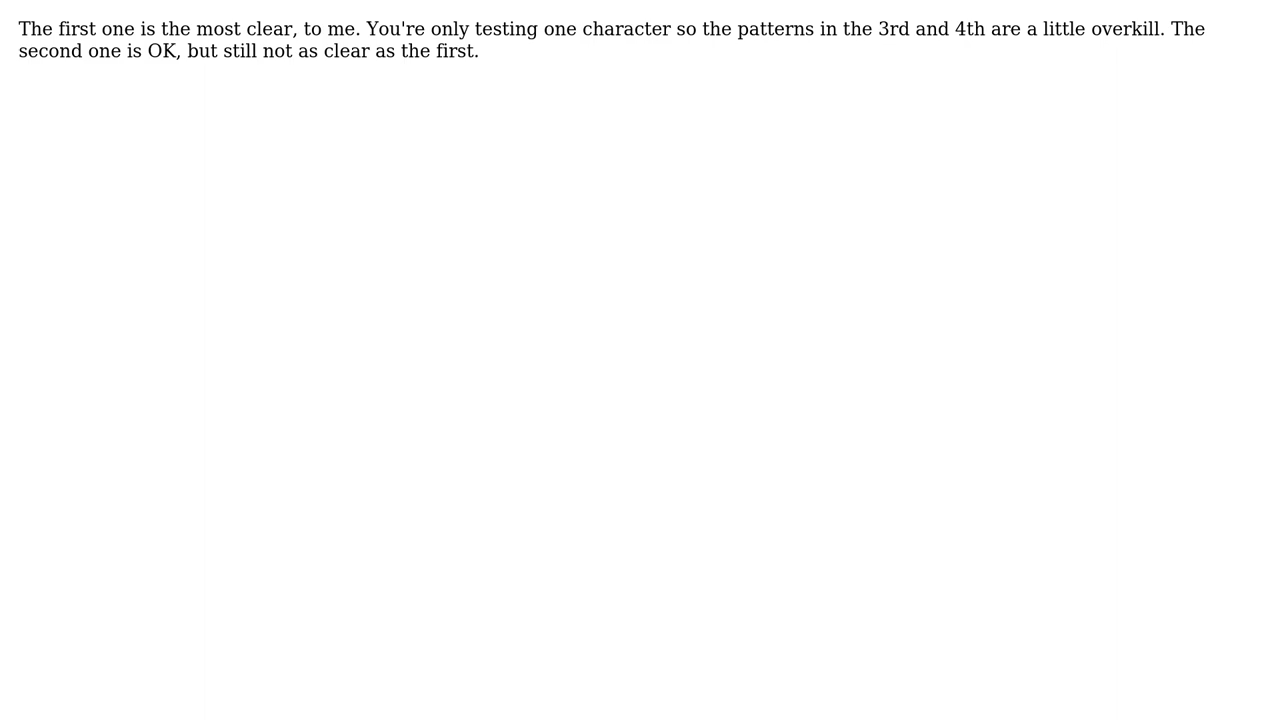 The first one is the most clear, to me. You're only testing one character so the patterns in the 3rd and 4th are a little overkill. The
second one is OK, but still not as clear as the first.